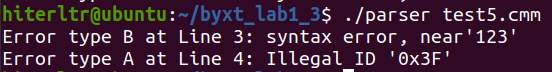 hiterltr@ubuntu:~/byxt_lab1_3$ ./parser test5.cmm
Error type B at Line 3: syntax error, near'123'
Error type A at Line 4: Illegal ID '0x3F'